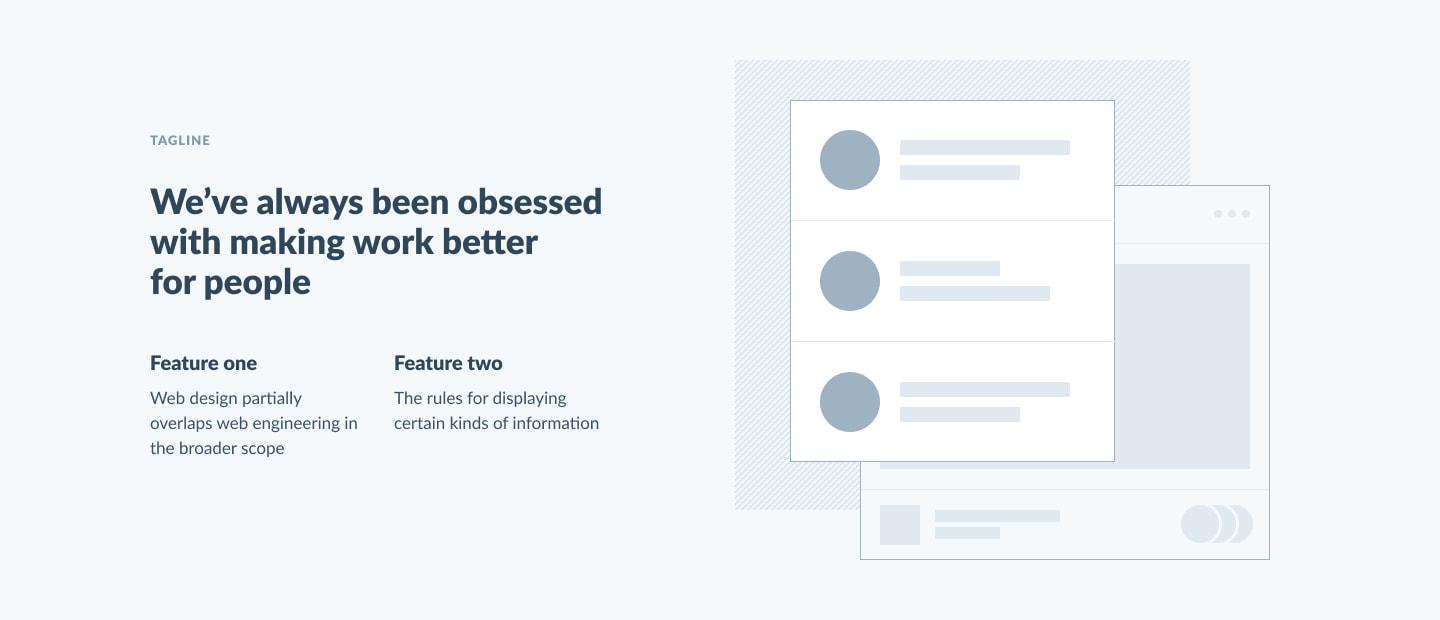 TAGLINE
We’ve always been obsessed
with making work better
for people
Feature one
Web design partially
overlaps web engineering in
the broader scope
Feature two
The rules for displaying
certain kinds of information